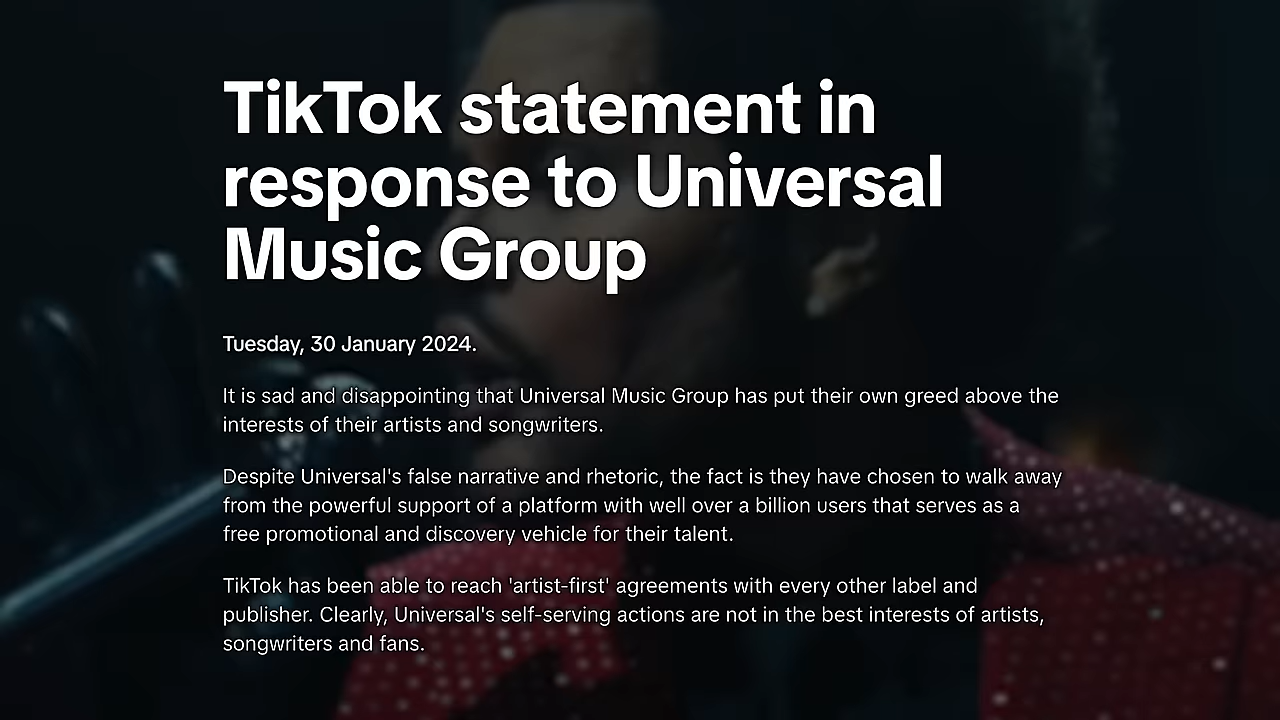 TikTok statement in
response to Universal
Music Group
Tuesday, 30 January 2024.
It is sad and disappointing that Universal Music Group has put their own greed above the
interests of their artists and songwriters.
Despite Universal's false narrative and rhetoric, the fact is they have chosen to walk away
from the powerful support of a platform with well over a billion users that serves as a
free promotional and discovery vehicle for their talent.
TikTok has been able to reach 'artist-first' agreements with every other label and
publisher. Clearly, Universal's self-serving actions are not in the best interests of artists,
songwriters and fans.